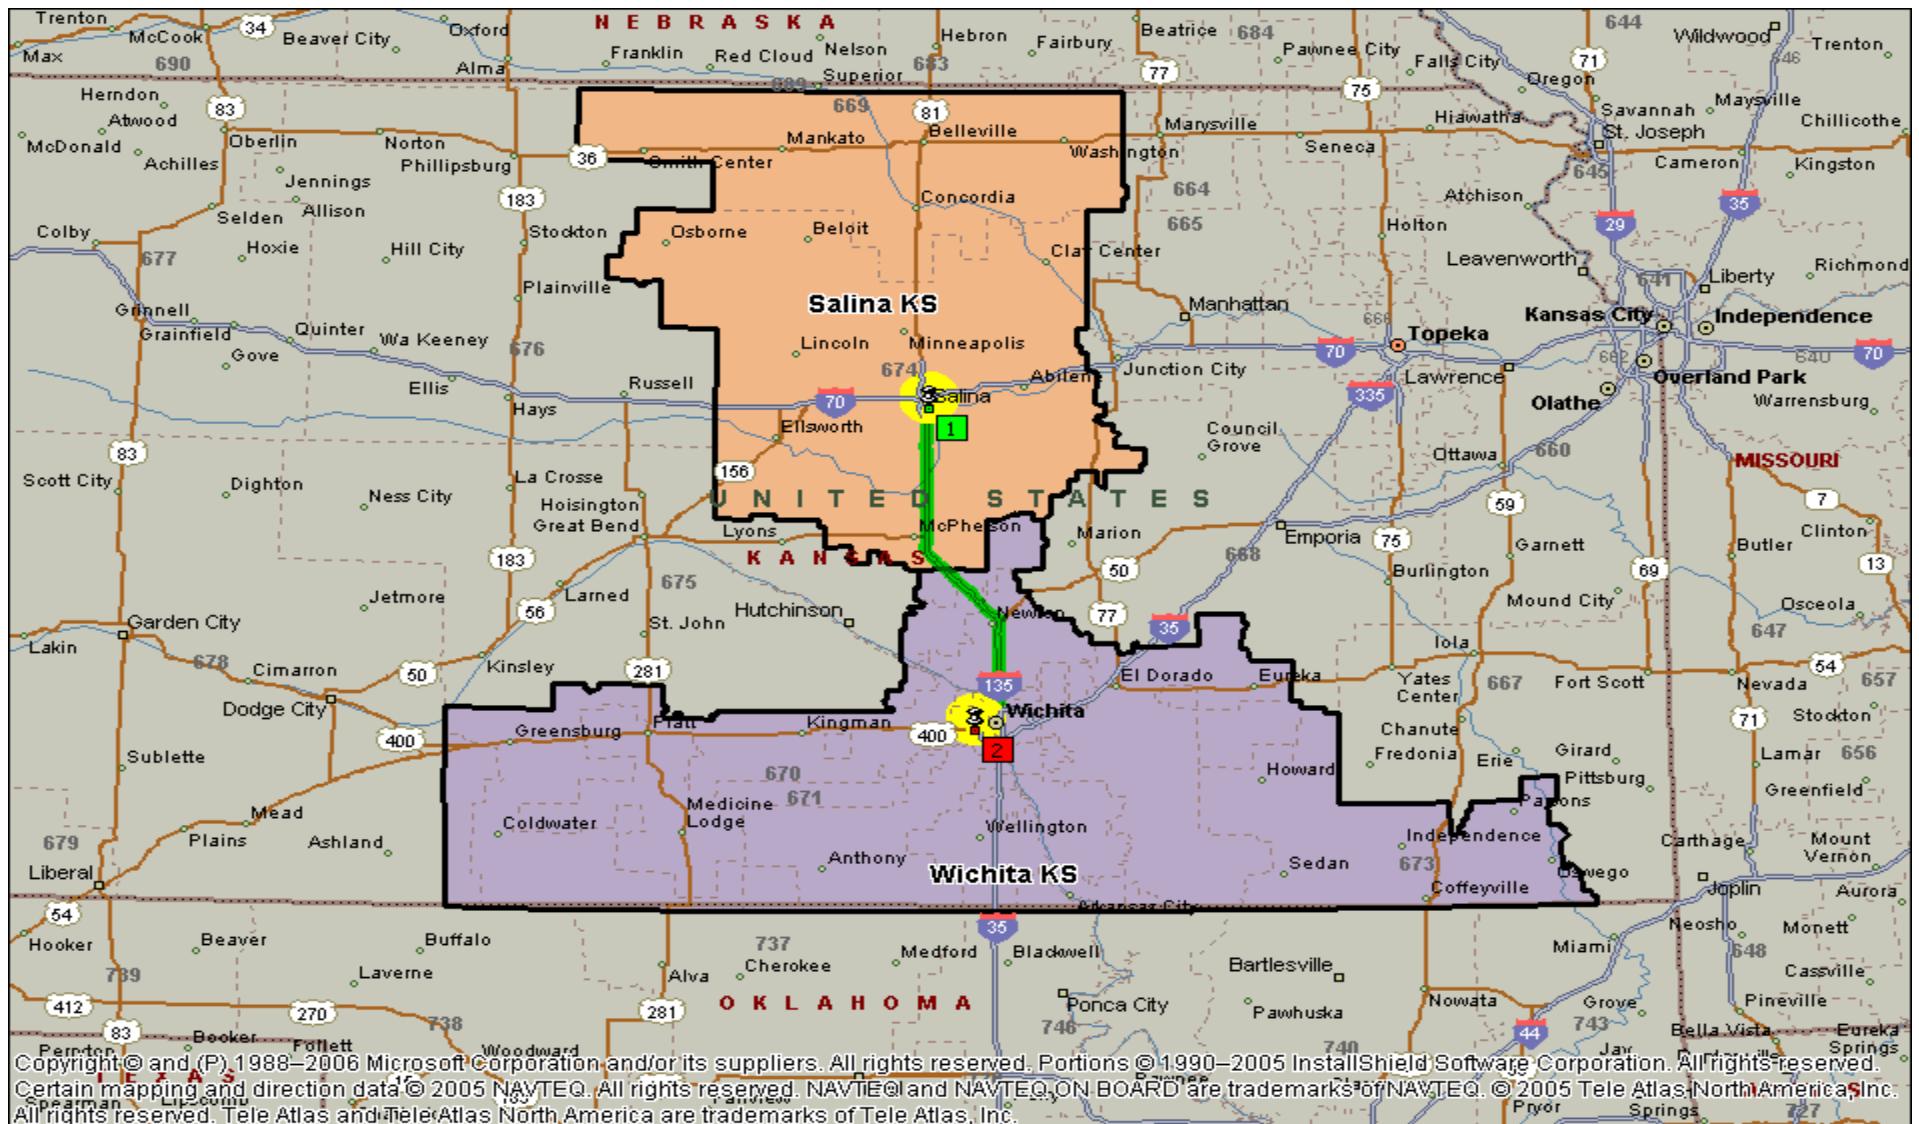 NEBRASKA
Trenton
McCook
34
Beaver City
Oxford
Franklin
Red Cloud
Nelson
Hebron
Fairbury
Beatrice
684
Pawnee City
Falls City
644
Wildwood
Trenton
Max
690
Alma
Superior
683
77
75
71
Oregon
646
Herndon
Atwood
83
669
81
Savannah
Maysville
McDonald
Achilles
Oberlin
Norton
Phillipsburg
36
Smith Center
Mankato
Belleville
Washington
Marysville
Seneca
Hiawatha
St. Joseph
Chillicothe
Cameron
Kingston
645
Jennings
Allison
Selden
183
Concordia
664
665
Atchison
29
35
Colby
677
Hoxie
Hill City
Stockton
Osborne
Beloit
Clay Center
Holton
Leavenworth
641
Liberty
Richmond
Plainville
Salina KS
Manhattan
Grinnell
Grainfield
Quinter
Gove
Wa Keeney
676
Lincoln
Minneapolis
Topeka
Kansas City
Independence
70
Ellis
Hays
Russell
674
Salina
Abilene
Junction City
70
335
Lawrence
Overland Park
Olathe
Warrensburg
70
1
Ellsworth
Council
Grove
660
83
Scott City
Dighton
Ness City
La Crosse
156
Ottawa
MISSOURI
UNITED STATES
Hoisington
Great Bend
Lyons
McPherson
Marion
Emporia
59
7
Clinton
183
KANSAS
675
50
668
75
Garnett
69
Butler
13
Burlington
Jetmore
56
Larned
Hutchinson
Newton
77
35
Mound City
Osceola
Garden City
Lakin
678
St. John
Iola
647
Cimarron
50
Kinsley
281
135
El Dorado
Eureka
Yates
Center
667
Fort Scott
54
Nevada
657
Dodge City
400
Greensburg
Pratt
Kingman
400
Wichita
2
Chanute
Fredonia
71
Stockton
Sublette
670
671
Howard
Erie
Girard
Pittsburg
Lamar
656
Greenfield
Mead
Plains
Ashland
679
Coldwater
Medicine
Lodge
Wellington
Independence
Parsons
Carthage
Mount
Vernon
Liberal
Anthony
Wichita KS
Sedan
673
Coffeyville
Oswego
Joplin
Aurora
54
Arkansas City
35
Hooker
Beaver
Buffalo
737
Medford
Blackwell
Miami
Neosho
Monett
648
Laverne
Alva
Cherokee
Bartlesville
Cassville
412
270
OKLAHOMA
Ponca City
Pawhuska
Nowata
Grove
Pineville
83
738
281
746
44
743
Bella Vista
Eureka
Springs
Booker
Follett
Woodward
740
Jay
Copyright © and (P) 1988–2006 Microsoft Corporation and/or its suppliers. All rights reserved. Portions © 1990–2005 InstallShield Software Corporation. All rights reserved.
Certain mapping and direction data © 2005 NAVTEQ. All rights reserved. NAVTEQ and NAVTEQ ON BOARD are trademarks of NAVTEQ. © 2005 Tele Atlas North America, Inc.
All rights reserved. Tele Atlas and Tele Atlas North America are trademarks of Tele Atlas, Inc.
Pryor
Springs
727